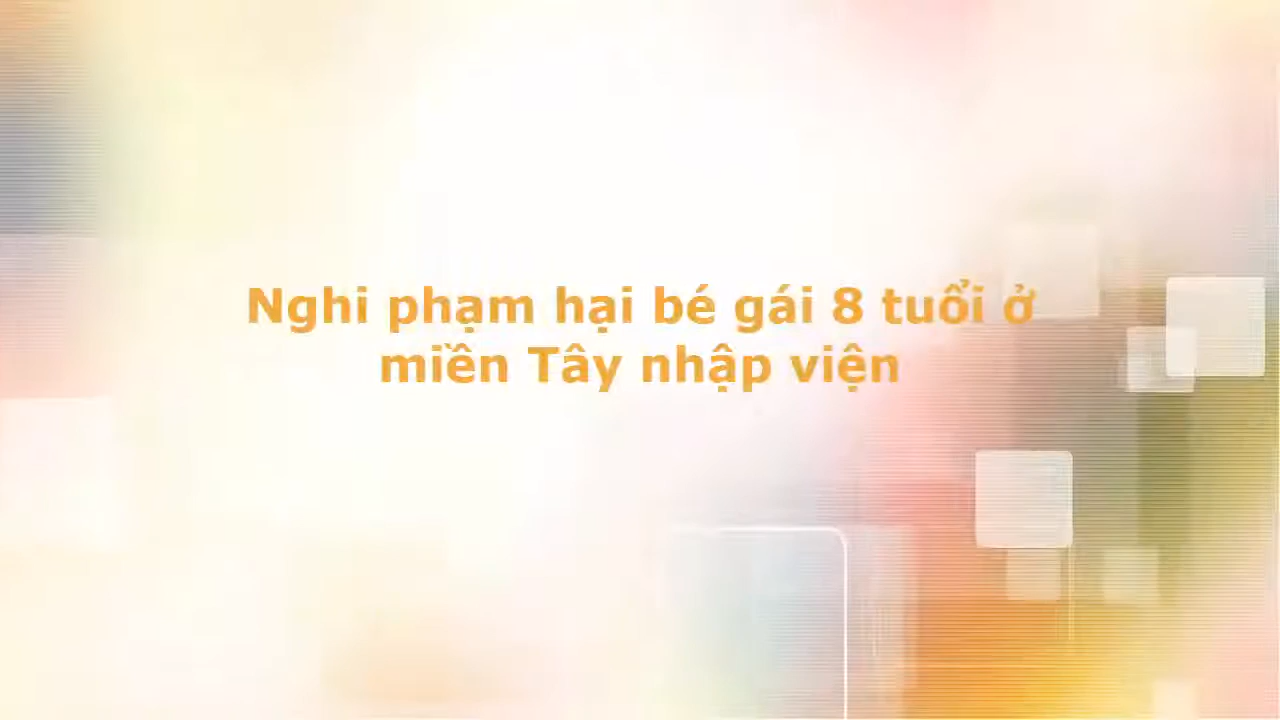 Nghi phạm hại bé gái 8 tuổi ở
miền Tây nhập viện